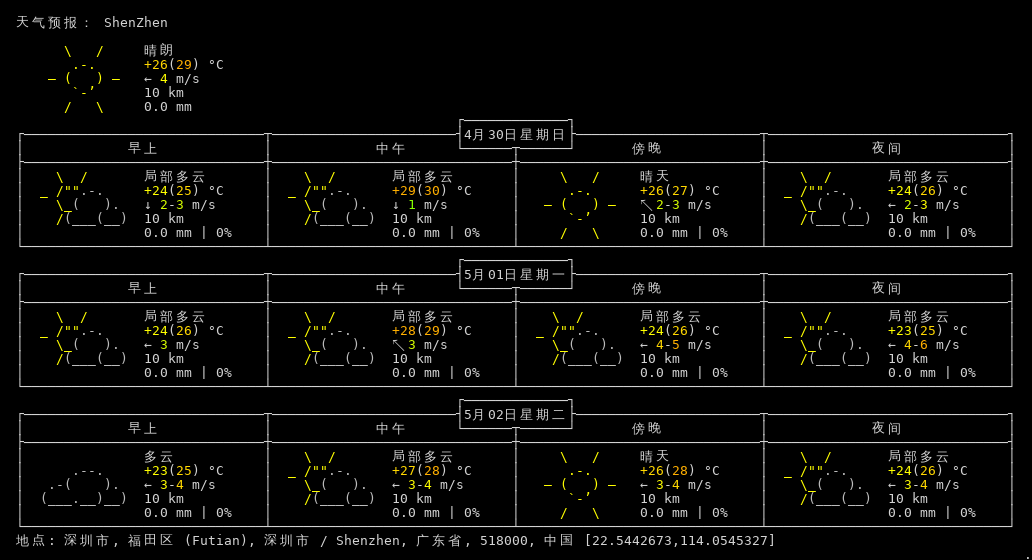 天气预报： ShenZhen
晴朗
+26(29) °C
← 4 m/s
10 km
0.0 mm
4月30日星期日
早上 中午 傍晚 夜间
局部多云 局部多云 晴天 局部多云
+24(25) °C +29(30) °C +26(27) °C +24(26) °C
↓ 2-3 m/s ↓ 1 m/s ↖ 2-3 m/s ← 2-3 m/s
10 km 10 km 10 km 10 km
0.0 mm | 0% 0.0 mm | 0% 0.0 mm | 0% 0.0 mm | 0%
5月01日星期一
早上 中午 傍晚 夜间
局部多云 局部多云 局部多云 局部多云
+24(26) °C +28(29) °C +24(26) °C +23(25) °C
← 3 m/s ↖ 3 m/s ← 4-5 m/s ← 4-6 m/s
10 km 10 km 10 km 10 km
0.0 mm | 0% 0.0 mm | 0% 0.0 mm | 0% 0.0 mm | 0%
5月02日星期二
早上 中午 傍晚 夜间
多云 局部多云 晴天 局部多云
+23(25) °C +27(28) °C +26(28) °C +24(26) °C
← 3-4 m/s ← 3-4 m/s ← 3-4 m/s ← 3-4 m/s
10 km 10 km 10 km 10 km
0.0 mm | 0% 0.0 mm | 0% 0.0 mm | 0% 0.0 mm | 0%
地点: 深圳市, 福田区 (Futian), 深圳市 / Shenzhen, 广东省, 518000, 中国 [22.5442673,114.0545327]